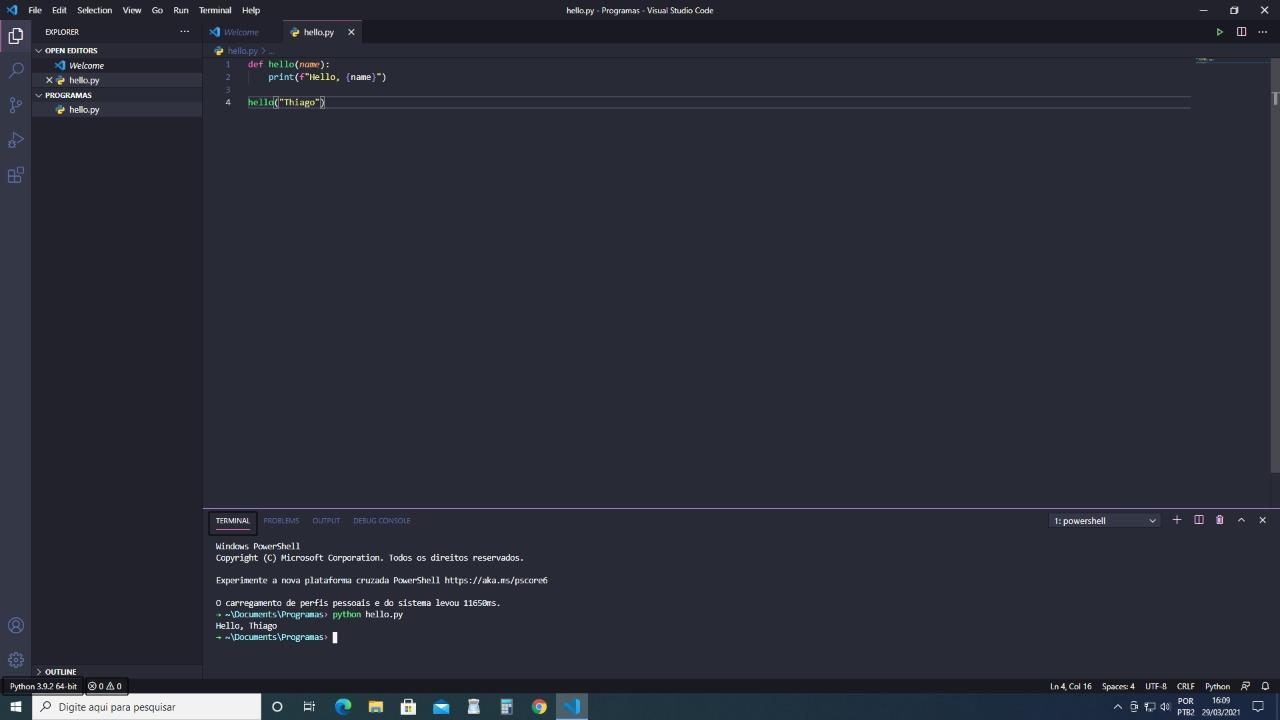 File Edit Selection View Go Run Terminal Help
hello.py - Programas - Visual Studio Code
EXPLORER
OPEN EDITORS
Welcome
hello.py
PROGRAMAS
hello.py
OUTLINE
Welcome
hello.py
hello.py > ...
1 def hello(name):
2     print(f"Hello, {name}")
3
4 hello("Thiago")
TERMINAL PROBLEMS OUTPUT DEBUG CONSOLE
1: powershell
Windows PowerShell
Copyright (C) Microsoft Corporation. Todos os direitos reservados.
Experimente a nova plataforma cruzada PowerShell https://aka.ms/pscore6
O carregamento de perfis pessoais e do sistema levou 11650ms.
→ ~\Documents\Programas› python hello.py
Hello, Thiago
→ ~\Documents\Programas›
Python 3.9.2 64-bit 0 0
Ln 4, Col 16 Spaces: 4 UTF-8 CRLF Python
Digite aqui para pesquisar
POR
PTB2
16:09
29/03/2021